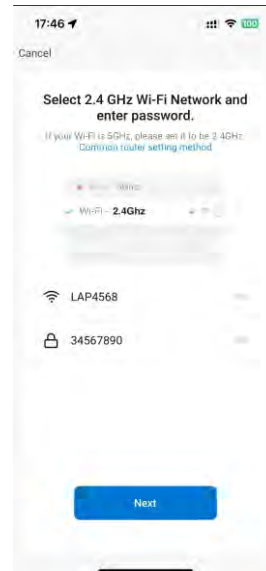 17:46
100
Cancel
Select 2.4 GHz Wi-Fi Network and
enter password.
If your Wi-Fi is 5GHz, please set it to be 2.4GHz.
Common router setting method
Wi-Fi - 2.4Ghz
LAP4568
34567890
Next